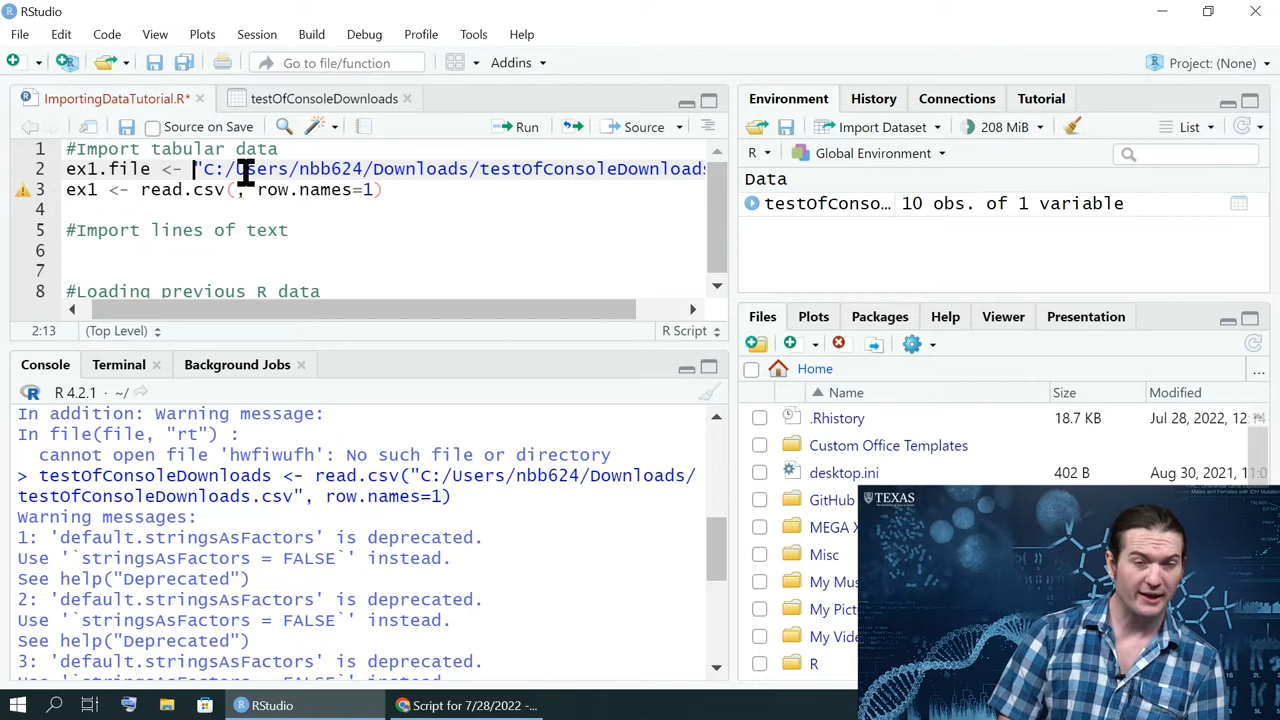 RStudio
File Edit Code View Plots Session Build Debug Profile Tools Help
Go to file/function Addins Project: (None)
ImportingDataTutorial.R* testOfConsoleDownloads
Source on Save Run Source
1 #Import tabular data
2 ex1.file <- "C:/Users/nbb624/Downloads/testOfConsoleDownloads
3 ex1 <- read.csv(, row.names=1)
4
5 #Import lines of text
6
7
8 #Loading previous R data
2:13 (Top Level) R Script
Console Terminal Background Jobs
R 4.2.1 · ~/
In addition: Warning message:
In file(file, "rt") :
cannot open file 'hwfiwufh': No such file or directory
> testOfConsoleDownloads <- read.csv("C:/Users/nbb624/Downloads/
testOfConsoleDownloads.csv", row.names=1)
Warning messages:
1: 'default.stringsAsFactors' is deprecated.
Use '`stringsAsFactors = FALSE`' instead.
See help("Deprecated")
2: 'default.stringsAsFactors' is deprecated.
Use '`stringsAsFactors = FALSE`' instead.
See help("Deprecated")
3: 'default.stringsAsFactors' is deprecated.
Environment History Connections Tutorial
Import Dataset 208 MiB List
R Global Environment
Data
testOfConso... 10 obs. of 1 variable
Files Plots Packages Help Viewer Presentation
Home ...
Name Size Modified
.Rhistory 18.7 KB Jul 28, 2022,
Custom Office Templates
desktop.ini 402 B Aug 30, 2021,
GitHub
MEGA X
Misc
My Mus
My Pic
My Vid
R
TEXAS
RStudio
Script for 7/28/2022 -...